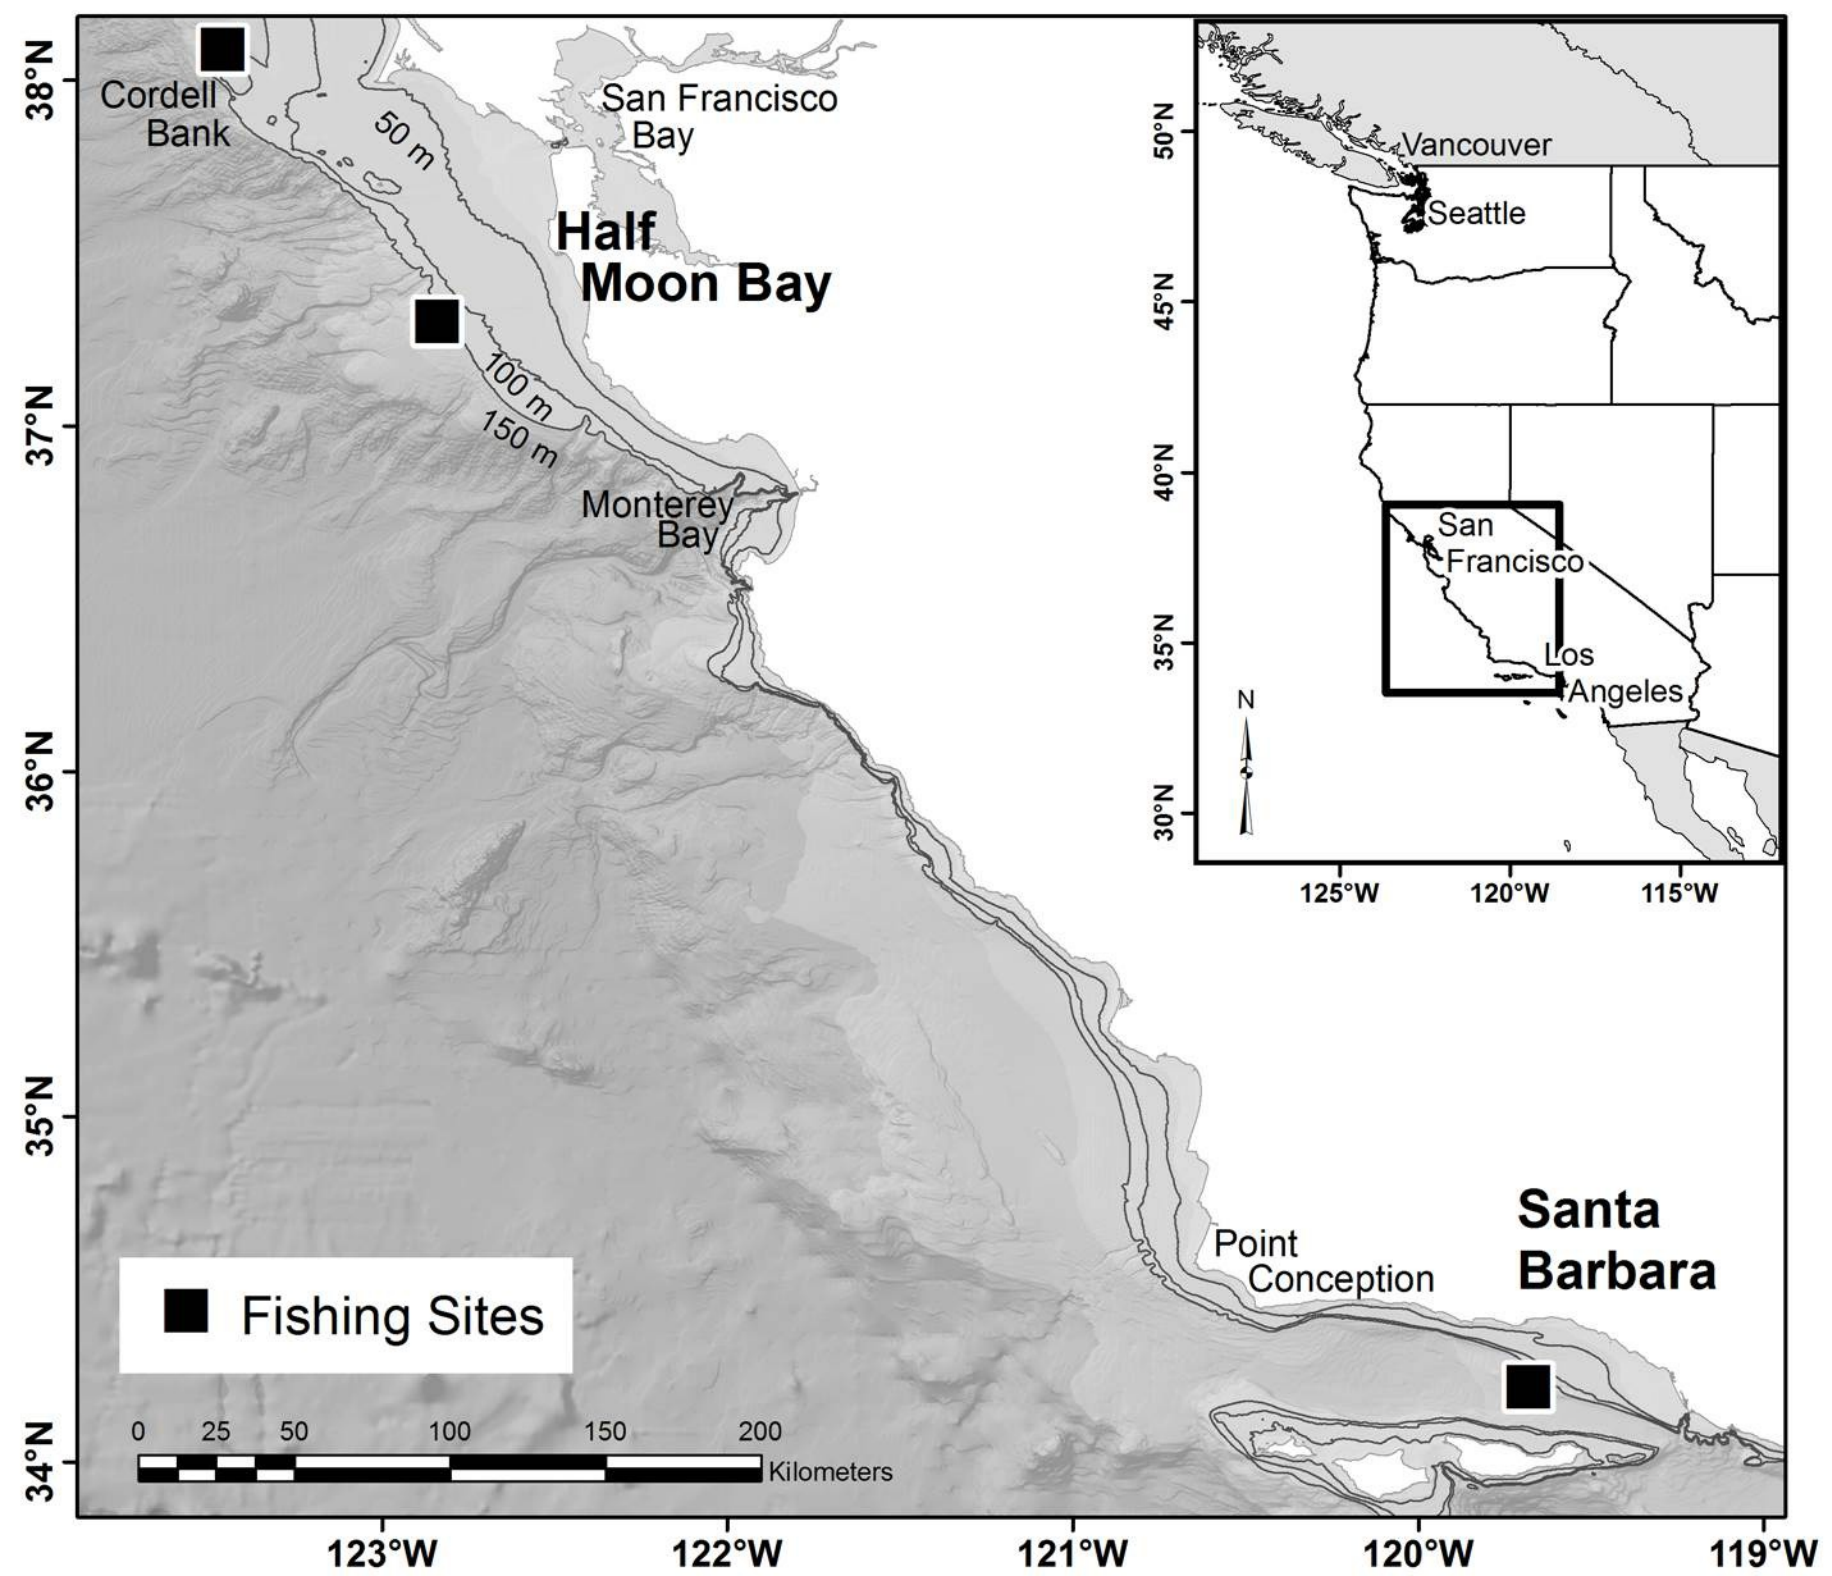 38°N
37°N
36°N
35°N
34°N
Cordell
Bank
50 m
San Francisco
Bay
Half
Moon Bay
100 m
150 m
Monterey
Bay
Point
Conception
Santa
Barbara
Fishing Sites
0 25 50 100 150 200
Kilometers
123°W 122°W 121°W 120°W 119°W
50°N
45°N
40°N
35°N
30°N
Vancouver
Seattle
San
Francisco
Los
Angeles
N
125°W 120°W 115°W